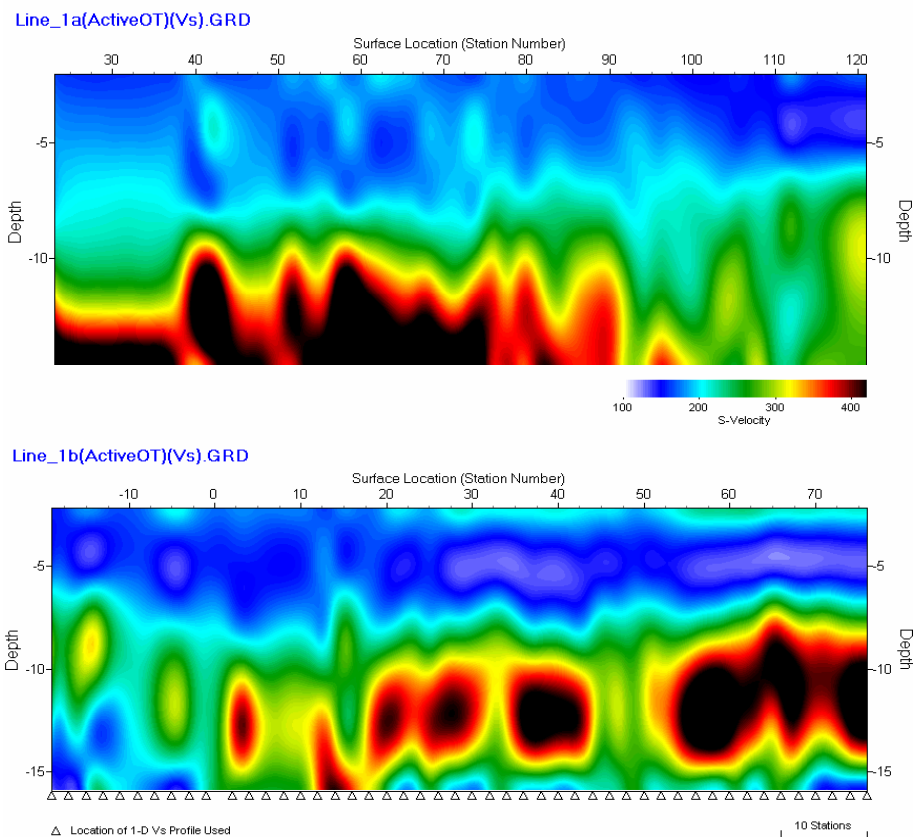 Line_1a(ActiveOT)(Vs).GRD
Surface Location (Station Number)
30 40 50 60 70 80 90 100 110 120
-5 -5
Depth Depth
-10 -10
100 200 300 400
S-Velocity
Line_1b(ActiveOT)(Vs).GRD
Surface Location (Station Number)
-10 0 10 20 30 40 50 60 70
-5 -5
Depth Depth
-10 -10
-15 -15
Location of 1-D Vs Profile Used
10 Stations